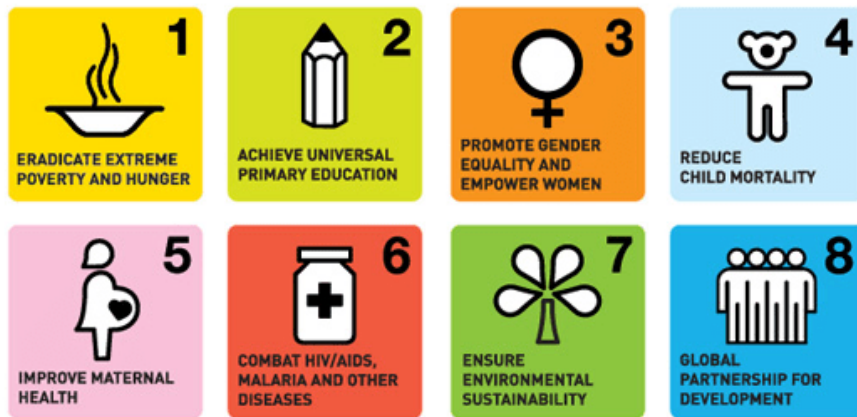 1
ERADICATE EXTREME
POVERTY AND HUNGER
2
ACHIEVE UNIVERSAL
PRIMARY EDUCATION
3
PROMOTE GENDER
EQUALITY AND
EMPOWER WOMEN
4
REDUCE
CHILD MORTALITY
5
IMPROVE MATERNAL
HEALTH
6
COMBAT HIV/AIDS,
MALARIA AND OTHER
DISEASES
7
ENSURE
ENVIRONMENTAL
SUSTAINABILITY
8
GLOBAL
PARTNERSHIP FOR
DEVELOPMENT